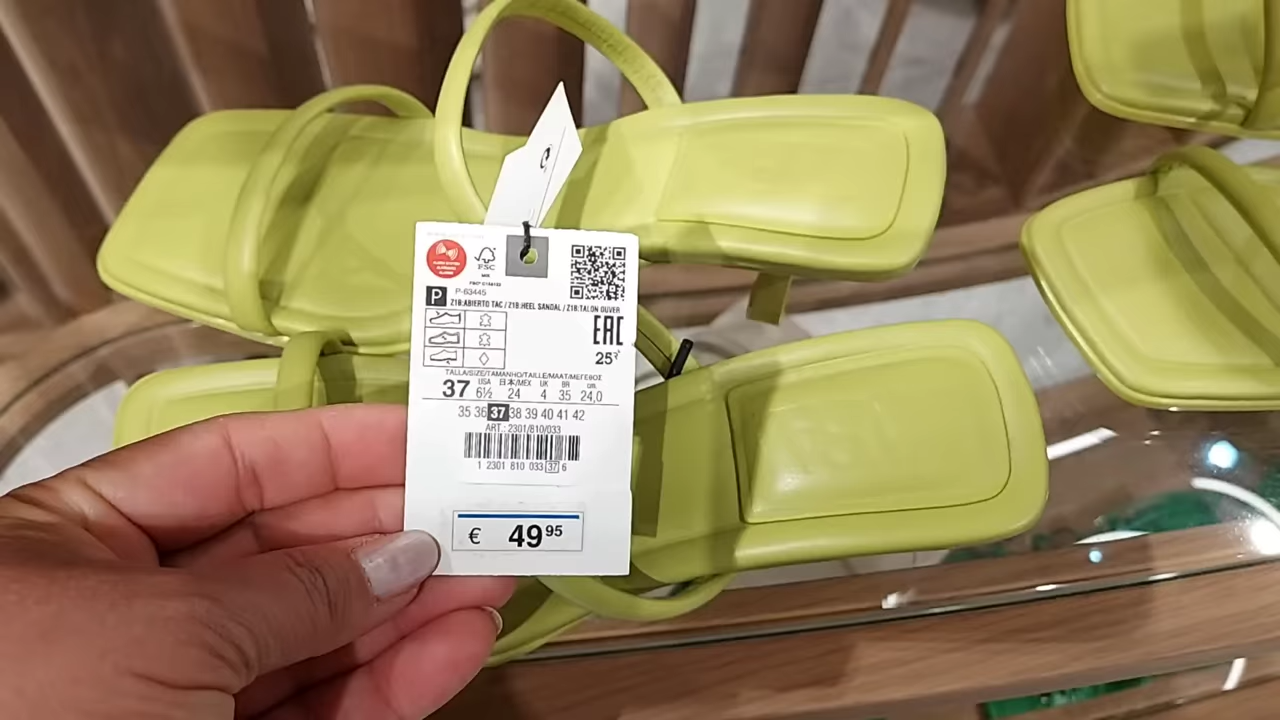 FSC
P-63445
P Z1B:ABIERTO TAC / Z1B:HEEL SANDAL / Z1B:TALON OUVER
EAC
25
TALLA/SIZE/TAMANHO/TAILLE/MAAT/ΜΕΓΕΘΟΣ
USA 日本/MEX UK BR cm.
37 6½ 24 4 35 24,0
35 36 37 38 39 40 41 42
ART.: 2301/810/033
1 2301 810 033 37 6
€ 49 95